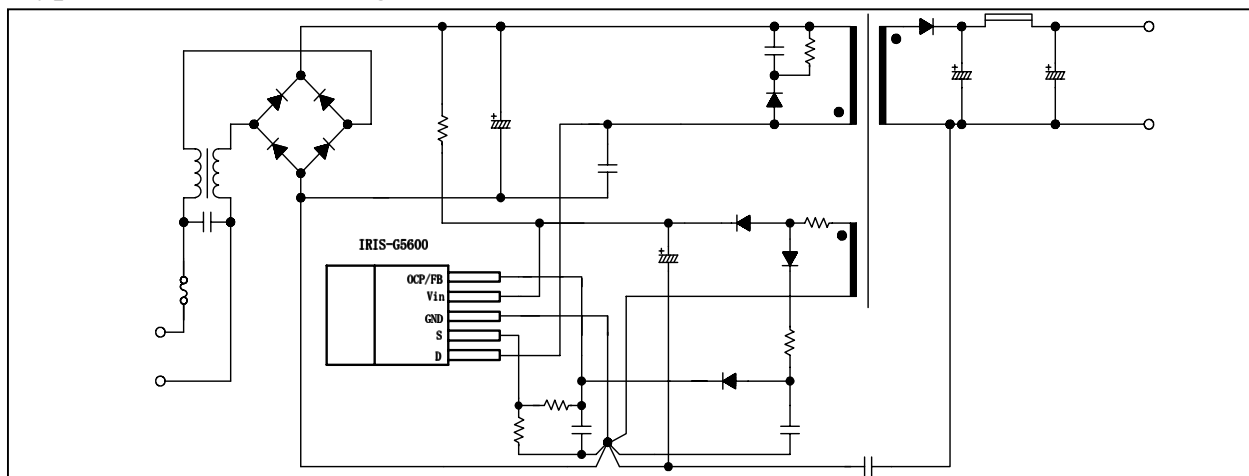 IRIS-G5600
OCP/FB
Vin
GND
S
D
+
+
+
+